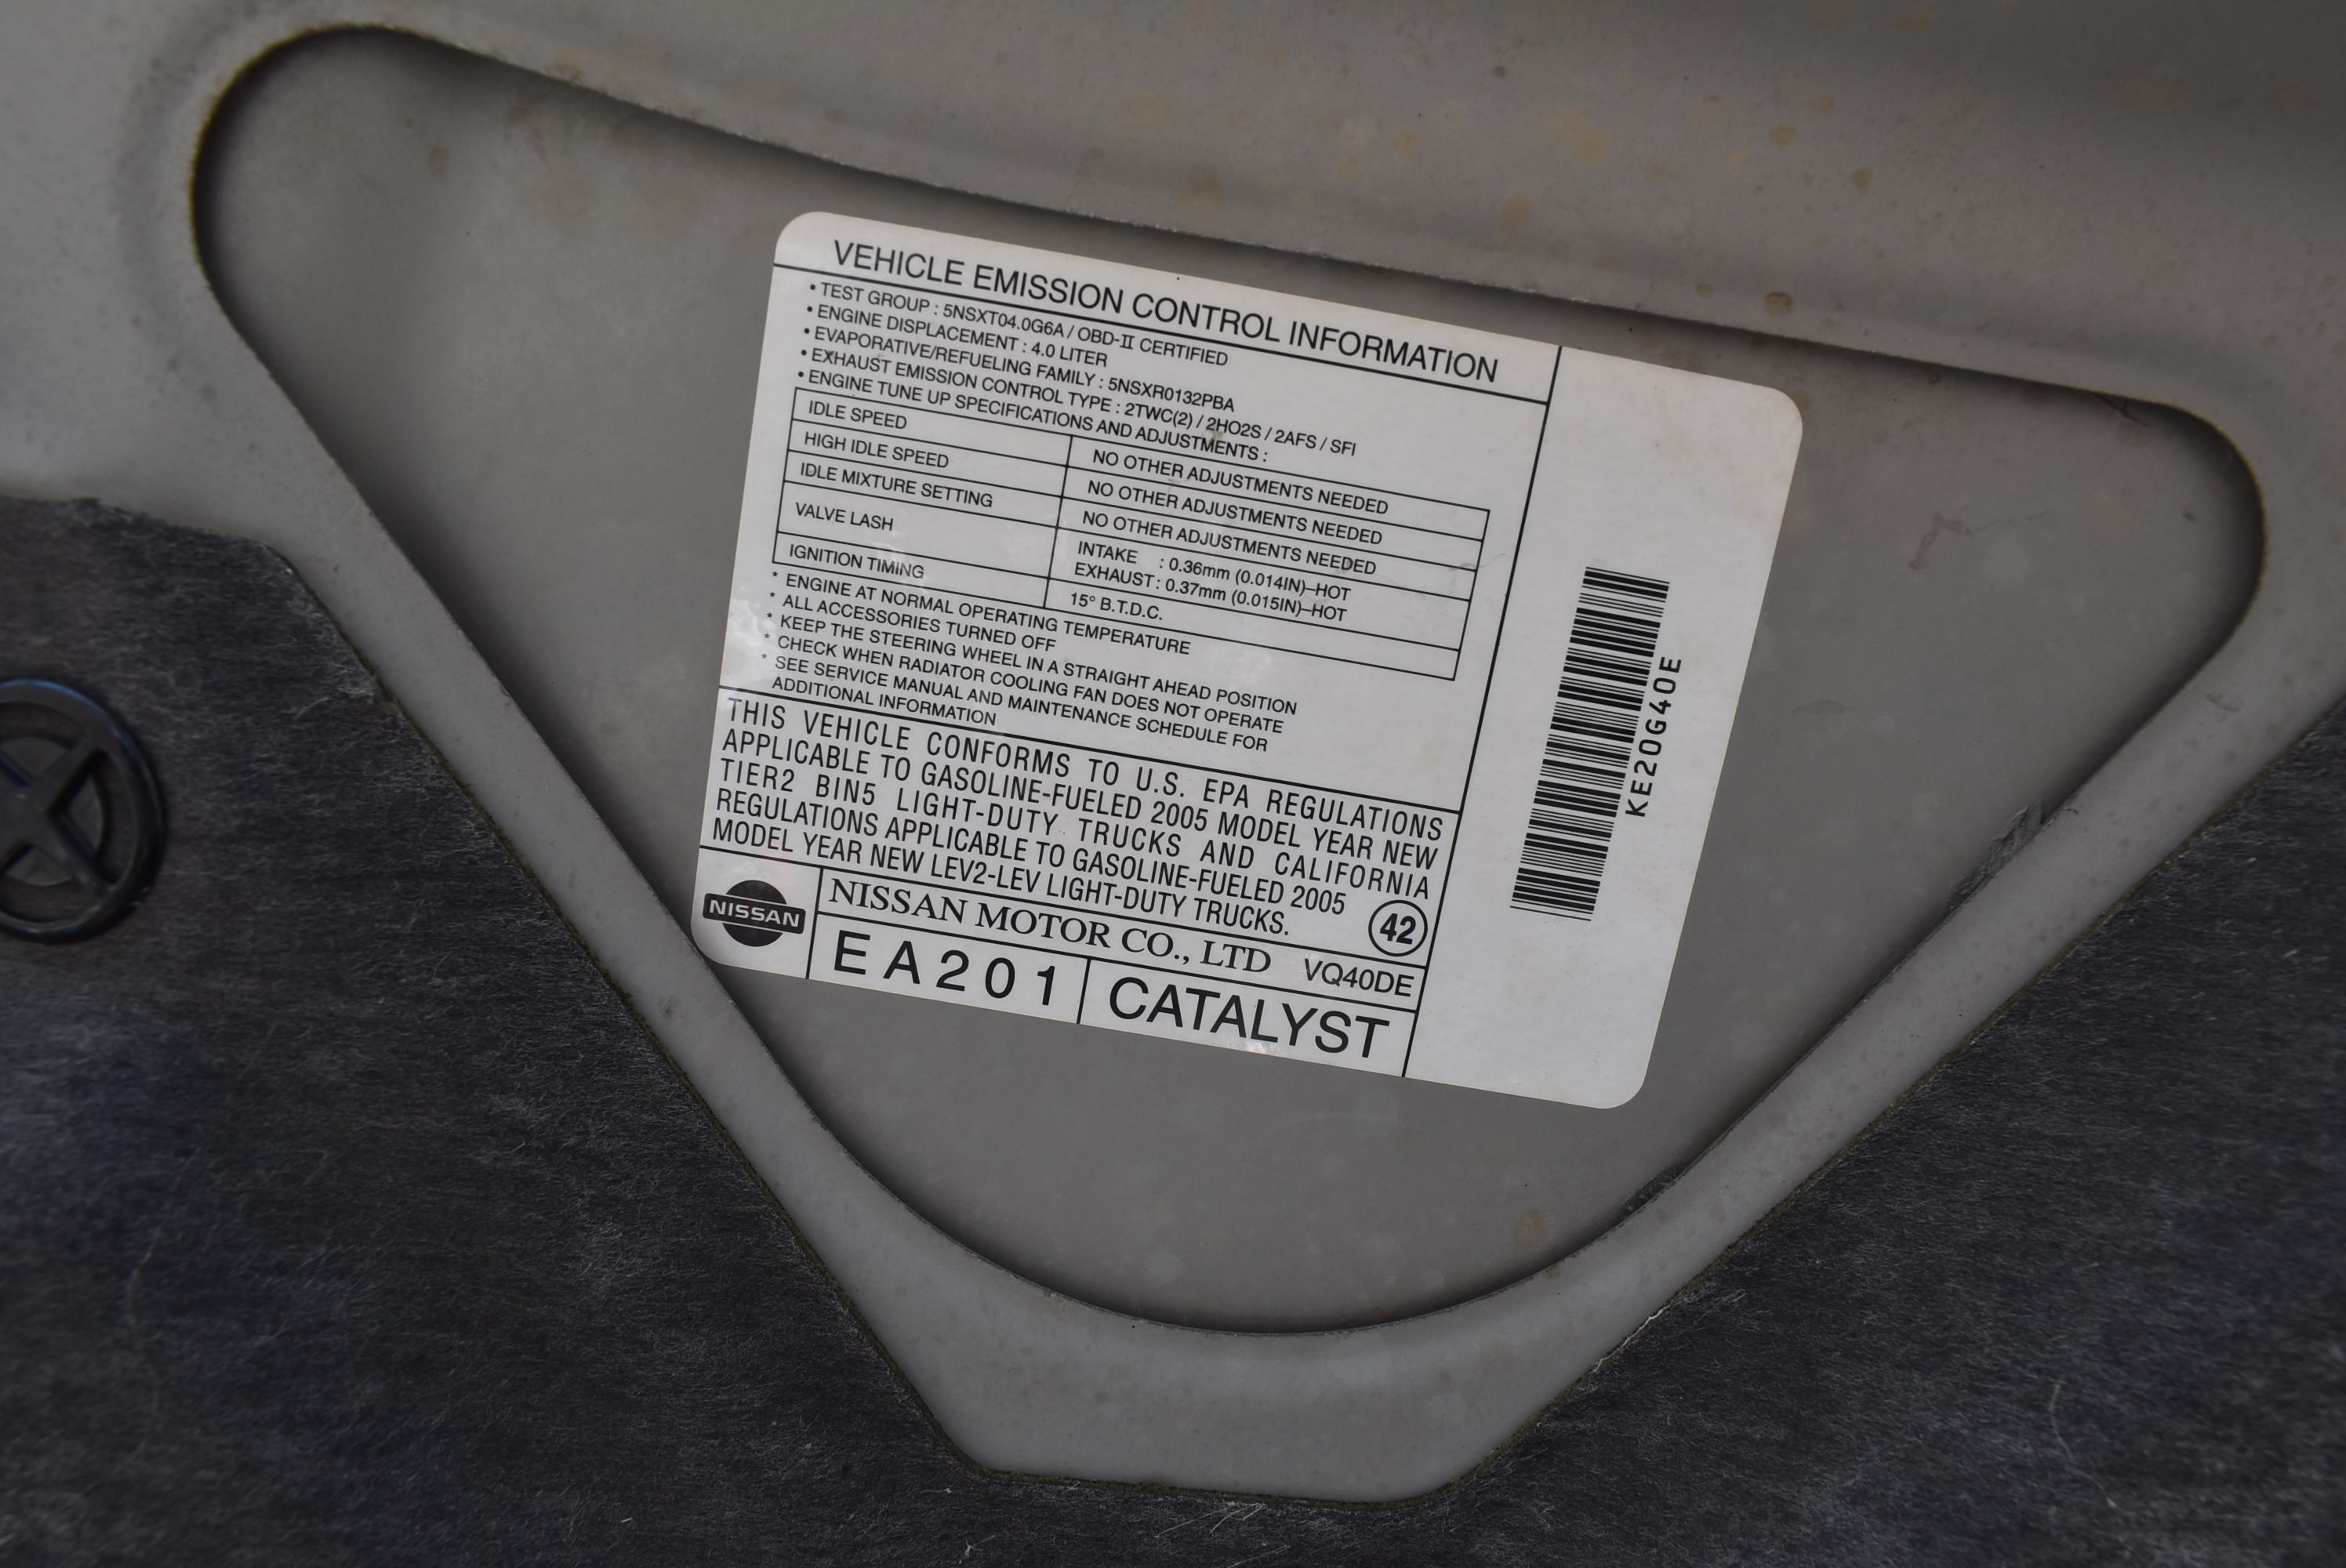 VEHICLE EMISSION CONTROL INFORMATION
• TEST GROUP : 5NSXT04.0G6A / OBD-II CERTIFIED
• ENGINE DISPLACEMENT : 4.0 LITER
• EVAPORATIVE/REFUELING FAMILY : 5NSXR0132PBA
• EXHAUST EMISSION CONTROL TYPE : 2TWC(2) / 2HO2S / 2AFS / SFI
• ENGINE TUNE UP SPECIFICATIONS AND ADJUSTMENTS :
IDLE SPEED NO OTHER ADJUSTMENTS NEEDED
HIGH IDLE SPEED NO OTHER ADJUSTMENTS NEEDED
IDLE MIXTURE SETTING NO OTHER ADJUSTMENTS NEEDED
VALVE LASH INTAKE : 0.36mm (0.014IN)–HOT
EXHAUST : 0.37mm (0.015IN)–HOT
IGNITION TIMING 15° B.T.D.C.
* ENGINE AT NORMAL OPERATING TEMPERATURE
* ALL ACCESSORIES TURNED OFF
* KEEP THE STEERING WHEEL IN A STRAIGHT AHEAD POSITION
* CHECK WHEN RADIATOR COOLING FAN DOES NOT OPERATE
* SEE SERVICE MANUAL AND MAINTENANCE SCHEDULE FOR
ADDITIONAL INFORMATION
THIS VEHICLE CONFORMS TO U.S. EPA REGULATIONS
APPLICABLE TO GASOLINE-FUELED 2005 MODEL YEAR NEW
TIER2 BIN5 LIGHT-DUTY TRUCKS AND CALIFORNIA
REGULATIONS APPLICABLE TO GASOLINE-FUELED 2005
MODEL YEAR NEW LEV2-LEV LIGHT-DUTY TRUCKS. 42
NISSAN
NISSAN MOTOR CO., LTD VQ40DE
EA201 CATALYST
KE20G40E